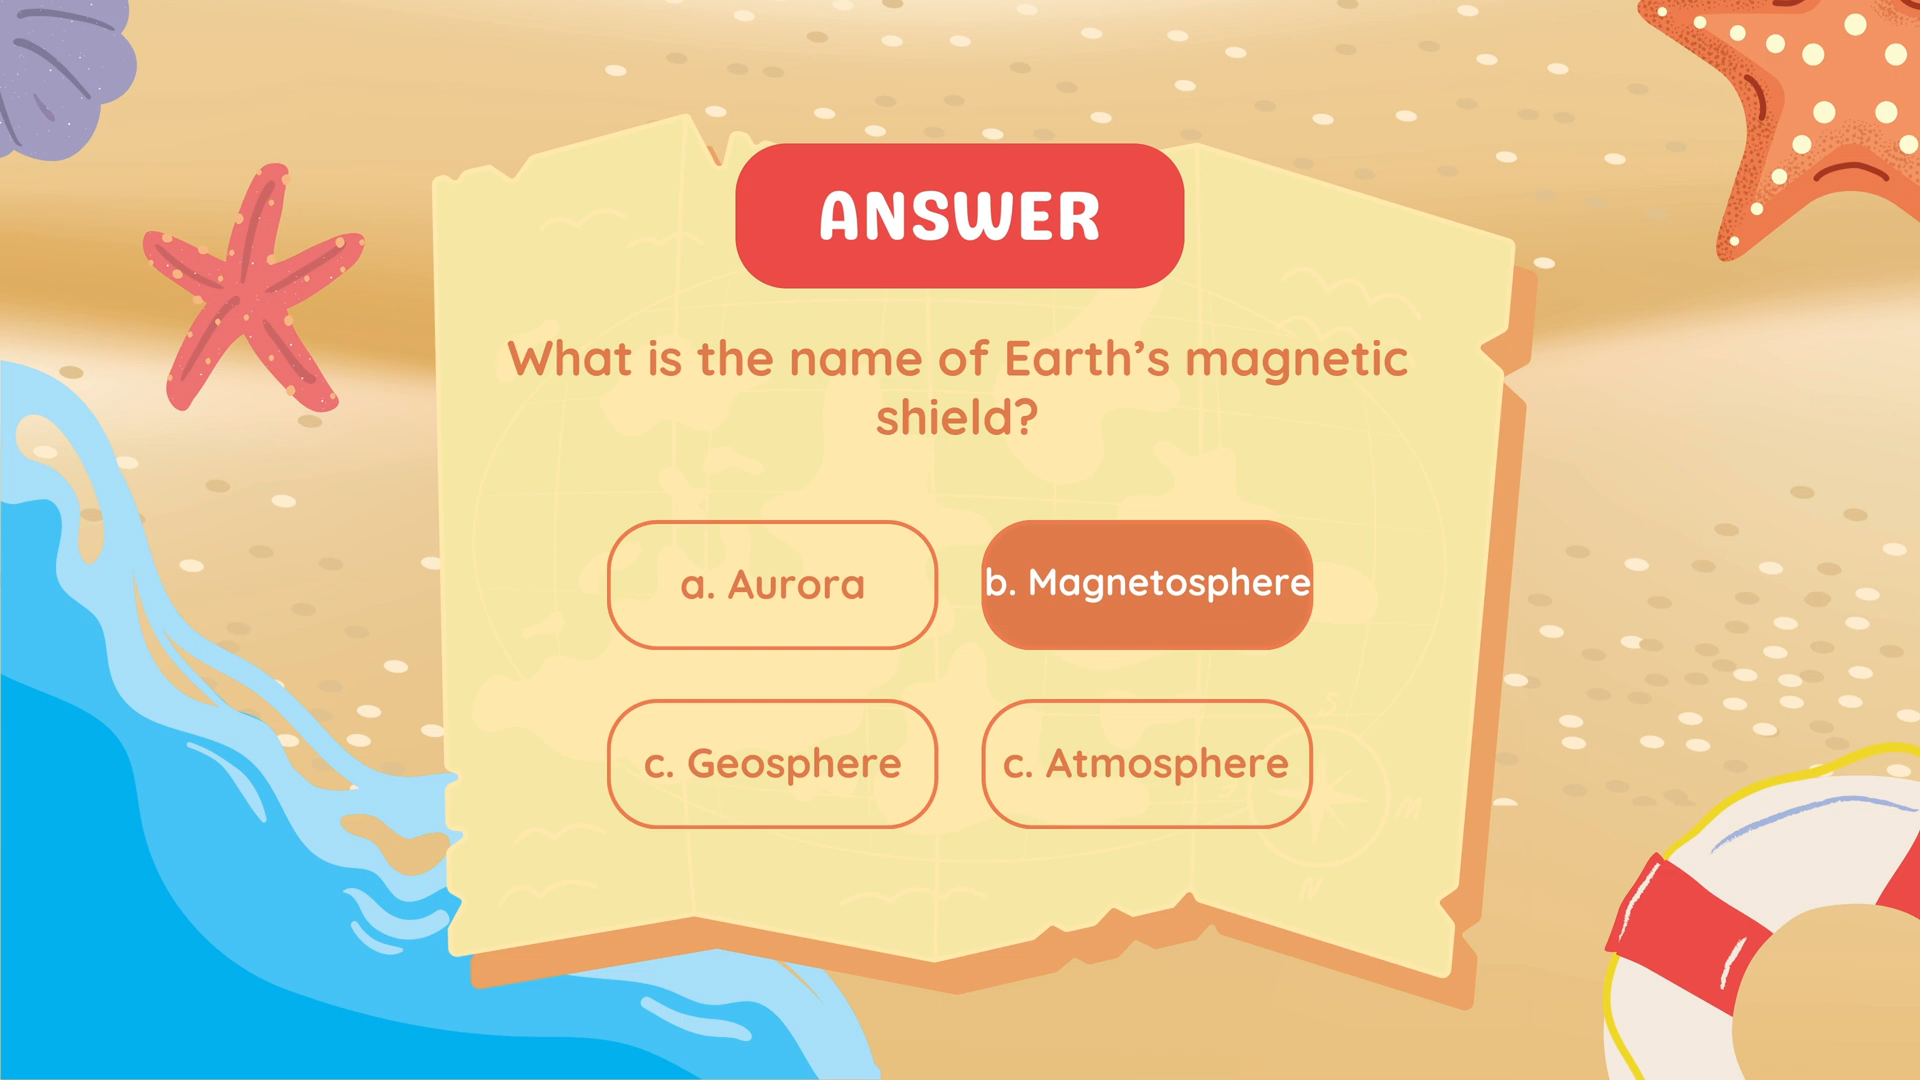 ANSWER
What is the name of Earth’s magnetic
shield?
a. Aurora
b. Magnetosphere
c. Geosphere
c. Atmosphere